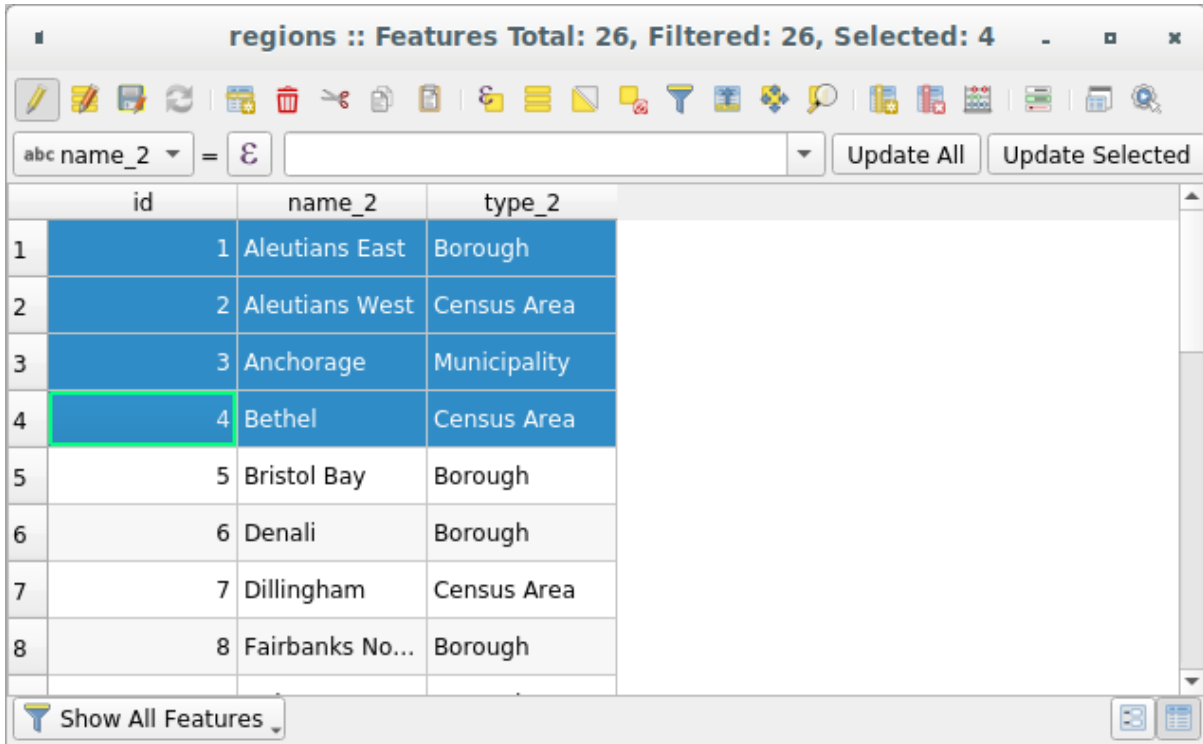 regions :: Features Total: 26, Filtered: 26, Selected: 4
abc name_2 = ε Update All Update Selected
id name_2 type_2
1 1 Aleutians East Borough
2 2 Aleutians West Census Area
3 3 Anchorage Municipality
4 4 Bethel Census Area
5 5 Bristol Bay Borough
6 6 Denali Borough
7 7 Dillingham Census Area
8 8 Fairbanks No... Borough
Show All Features